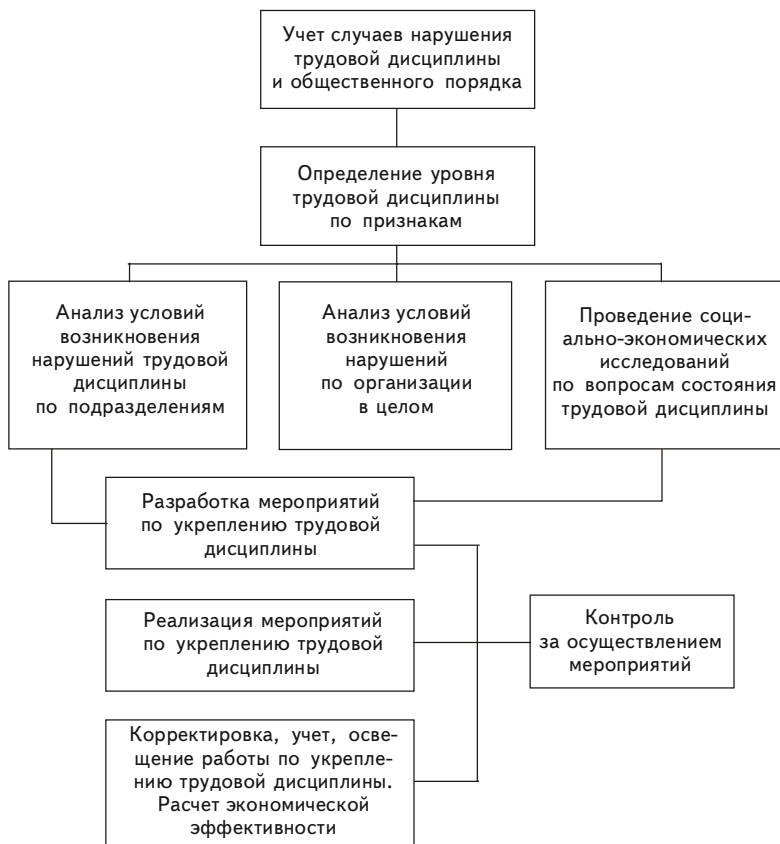 Учет случаев нарушения
трудовой дисциплины
и общественного порядка
Определение уровня
трудовой дисциплины
по признакам
Анализ условий
возникновения
нарушений трудовой
дисциплины
по подразделениям
Анализ условий
возникновения
нарушений
по организации
в целом
Проведение соци-
ально-экономических
исследований
по вопросам состояния
трудовой дисциплины
Разработка мероприятий
по укреплению трудовой
дисциплины
Реализация мероприятий
по укреплению трудовой
дисциплины
Контроль
за осуществлением
мероприятий
Корректировка, учет, осве-
щение работы по укрепле-
нию трудовой дисциплины.
Расчет экономической
эффективности